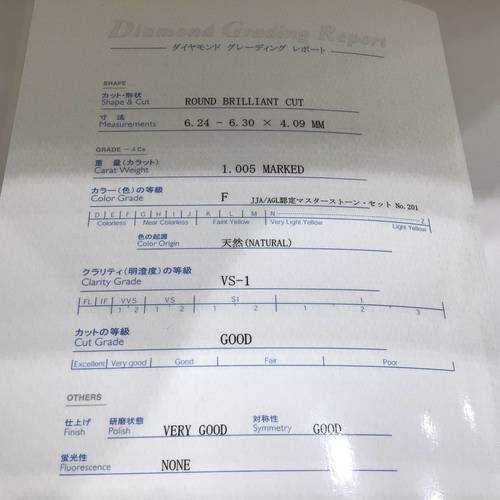 Diamond Grading Report
ダイヤモンド グレーディング レポート
SHAPE
カット・形状
Shape & Cut ROUND BRILLIANT CUT
寸法
Measurements 6.24 - 6.30 × 4.09 MM
GRADE - 4Cs
重量(カラット)
Carat Weight 1.005 MARKED
カラー(色)の等級
Color Grade F JJA/AGL認定マスターストーン・セット No.201
D E F G H I J K L M N Z
Colorless Near Colorless Faint Yellow Very Light Yellow Light Yellow
色の起源
Color Origin 天然(NATURAL)
クラリティ(明澄度)の等級
Clarity Grade VS-1
FL IF VVS VS SI I
1 2 1 2 1 2 1 2 3
カットの等級
Cut Grade GOOD
Excellent Very good Good Fair Poor
OTHERS
仕上げ 研磨状態 対称性
Finish Polish VERY GOOD Symmetry GOOD
蛍光性
Fluorescence NONE